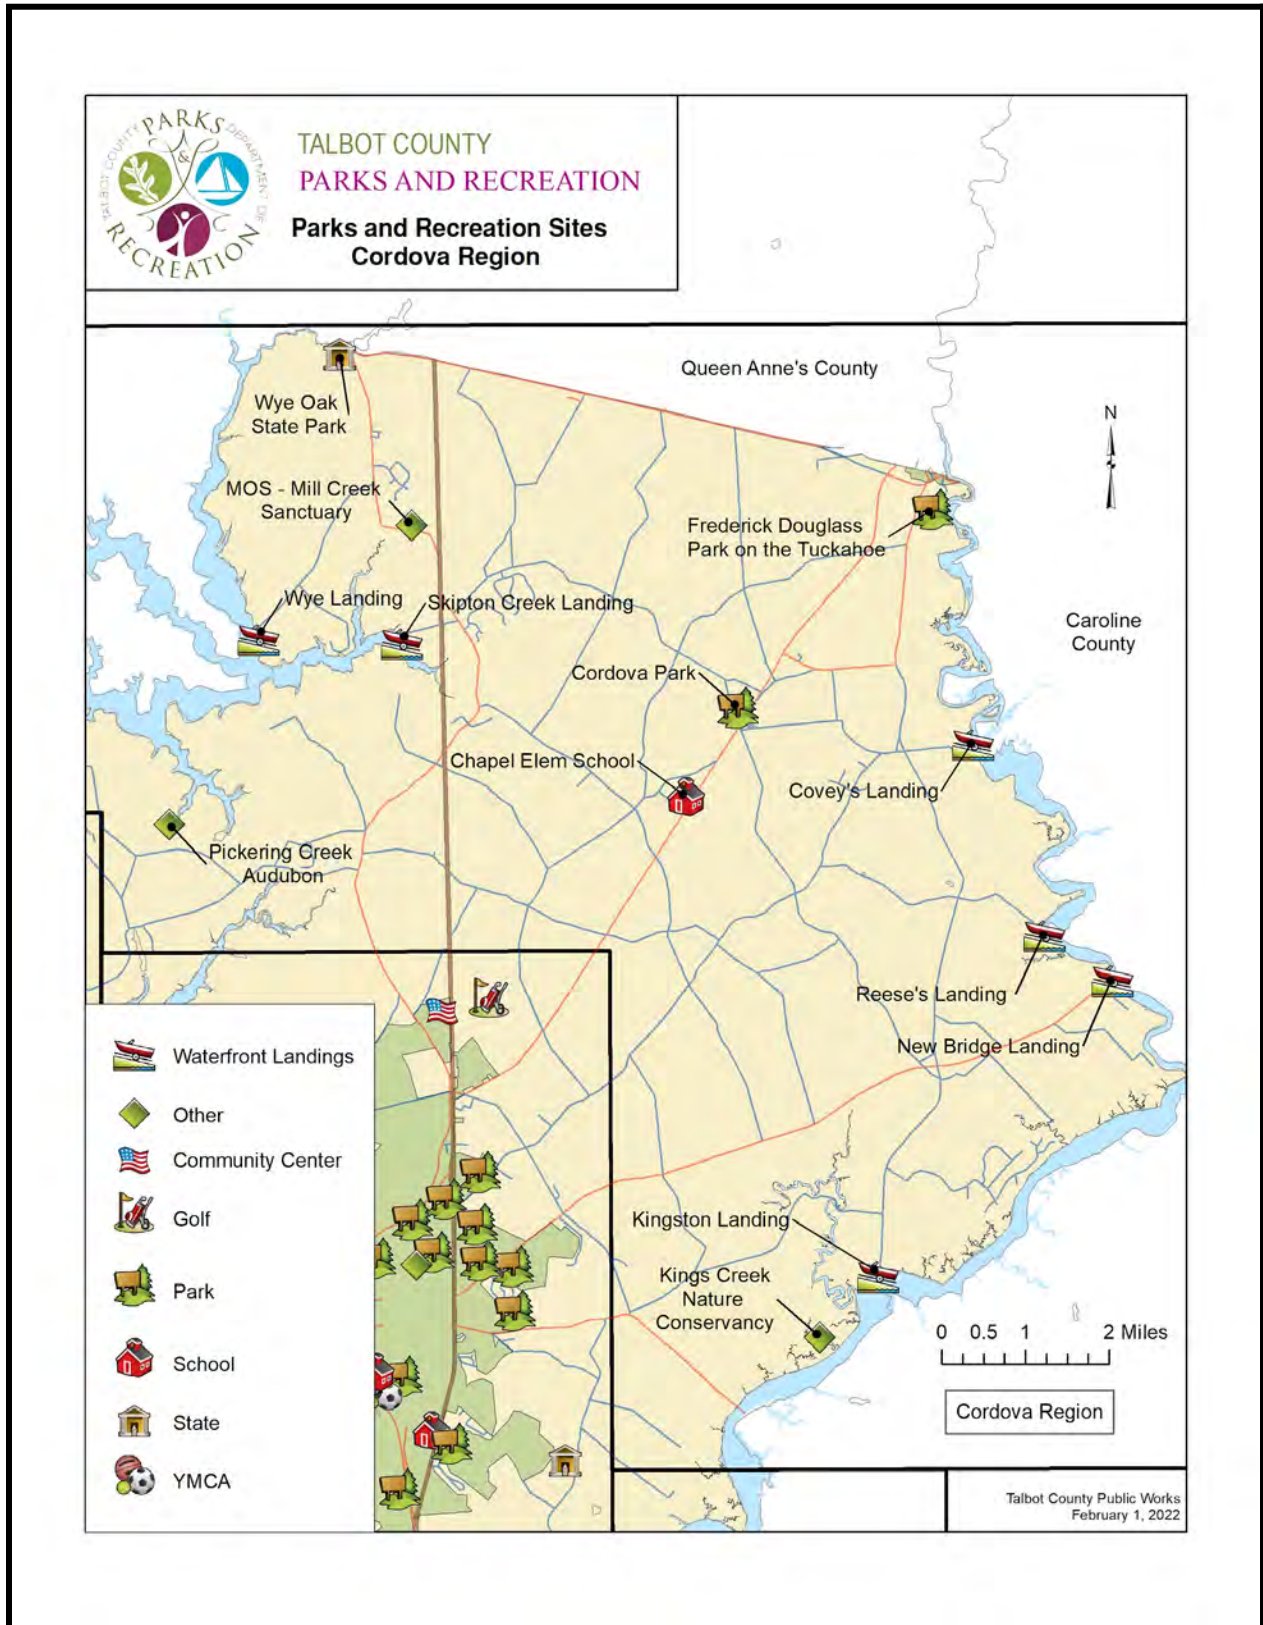 PARKS
&
TALBOT COUNTY
DEPARTMENT OF
RECREATION
TALBOT COUNTY
PARKS AND RECREATION
Parks and Recreation Sites
Cordova Region
Queen Anne's County
Wye Oak
State Park
N
MOS - Mill Creek
Sanctuary
Frederick Douglass
Park on the Tuckahoe
Wye Landing
Skipton Creek Landing
Caroline
County
Cordova Park
Chapel Elem School
Covey's Landing
Pickering Creek
Audubon
Reese's Landing
New Bridge Landing
Waterfront Landings
Other
Community Center
Golf
Park
School
State
YMCA
Kingston Landing
Kings Creek
Nature
Conservancy
0 0.5 1 2 Miles
Cordova Region
Talbot County Public Works
February 1, 2022